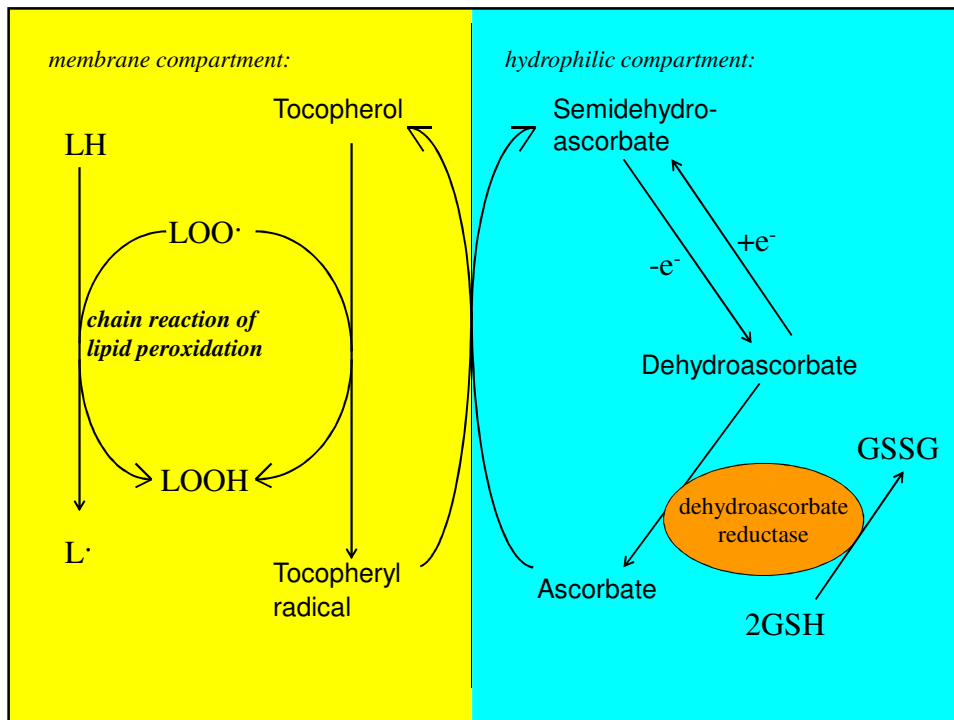 membrane compartment:
Tocopherol
LH
LOO·
chain reaction of
lipid peroxidation
LOOH
L·
Tocopheryl
radical
hydrophilic compartment:
Semidehydro-
ascorbate
+e-
-e-
Dehydroascorbate
GSSG
dehydroascorbate
reductase
Ascorbate
2GSH